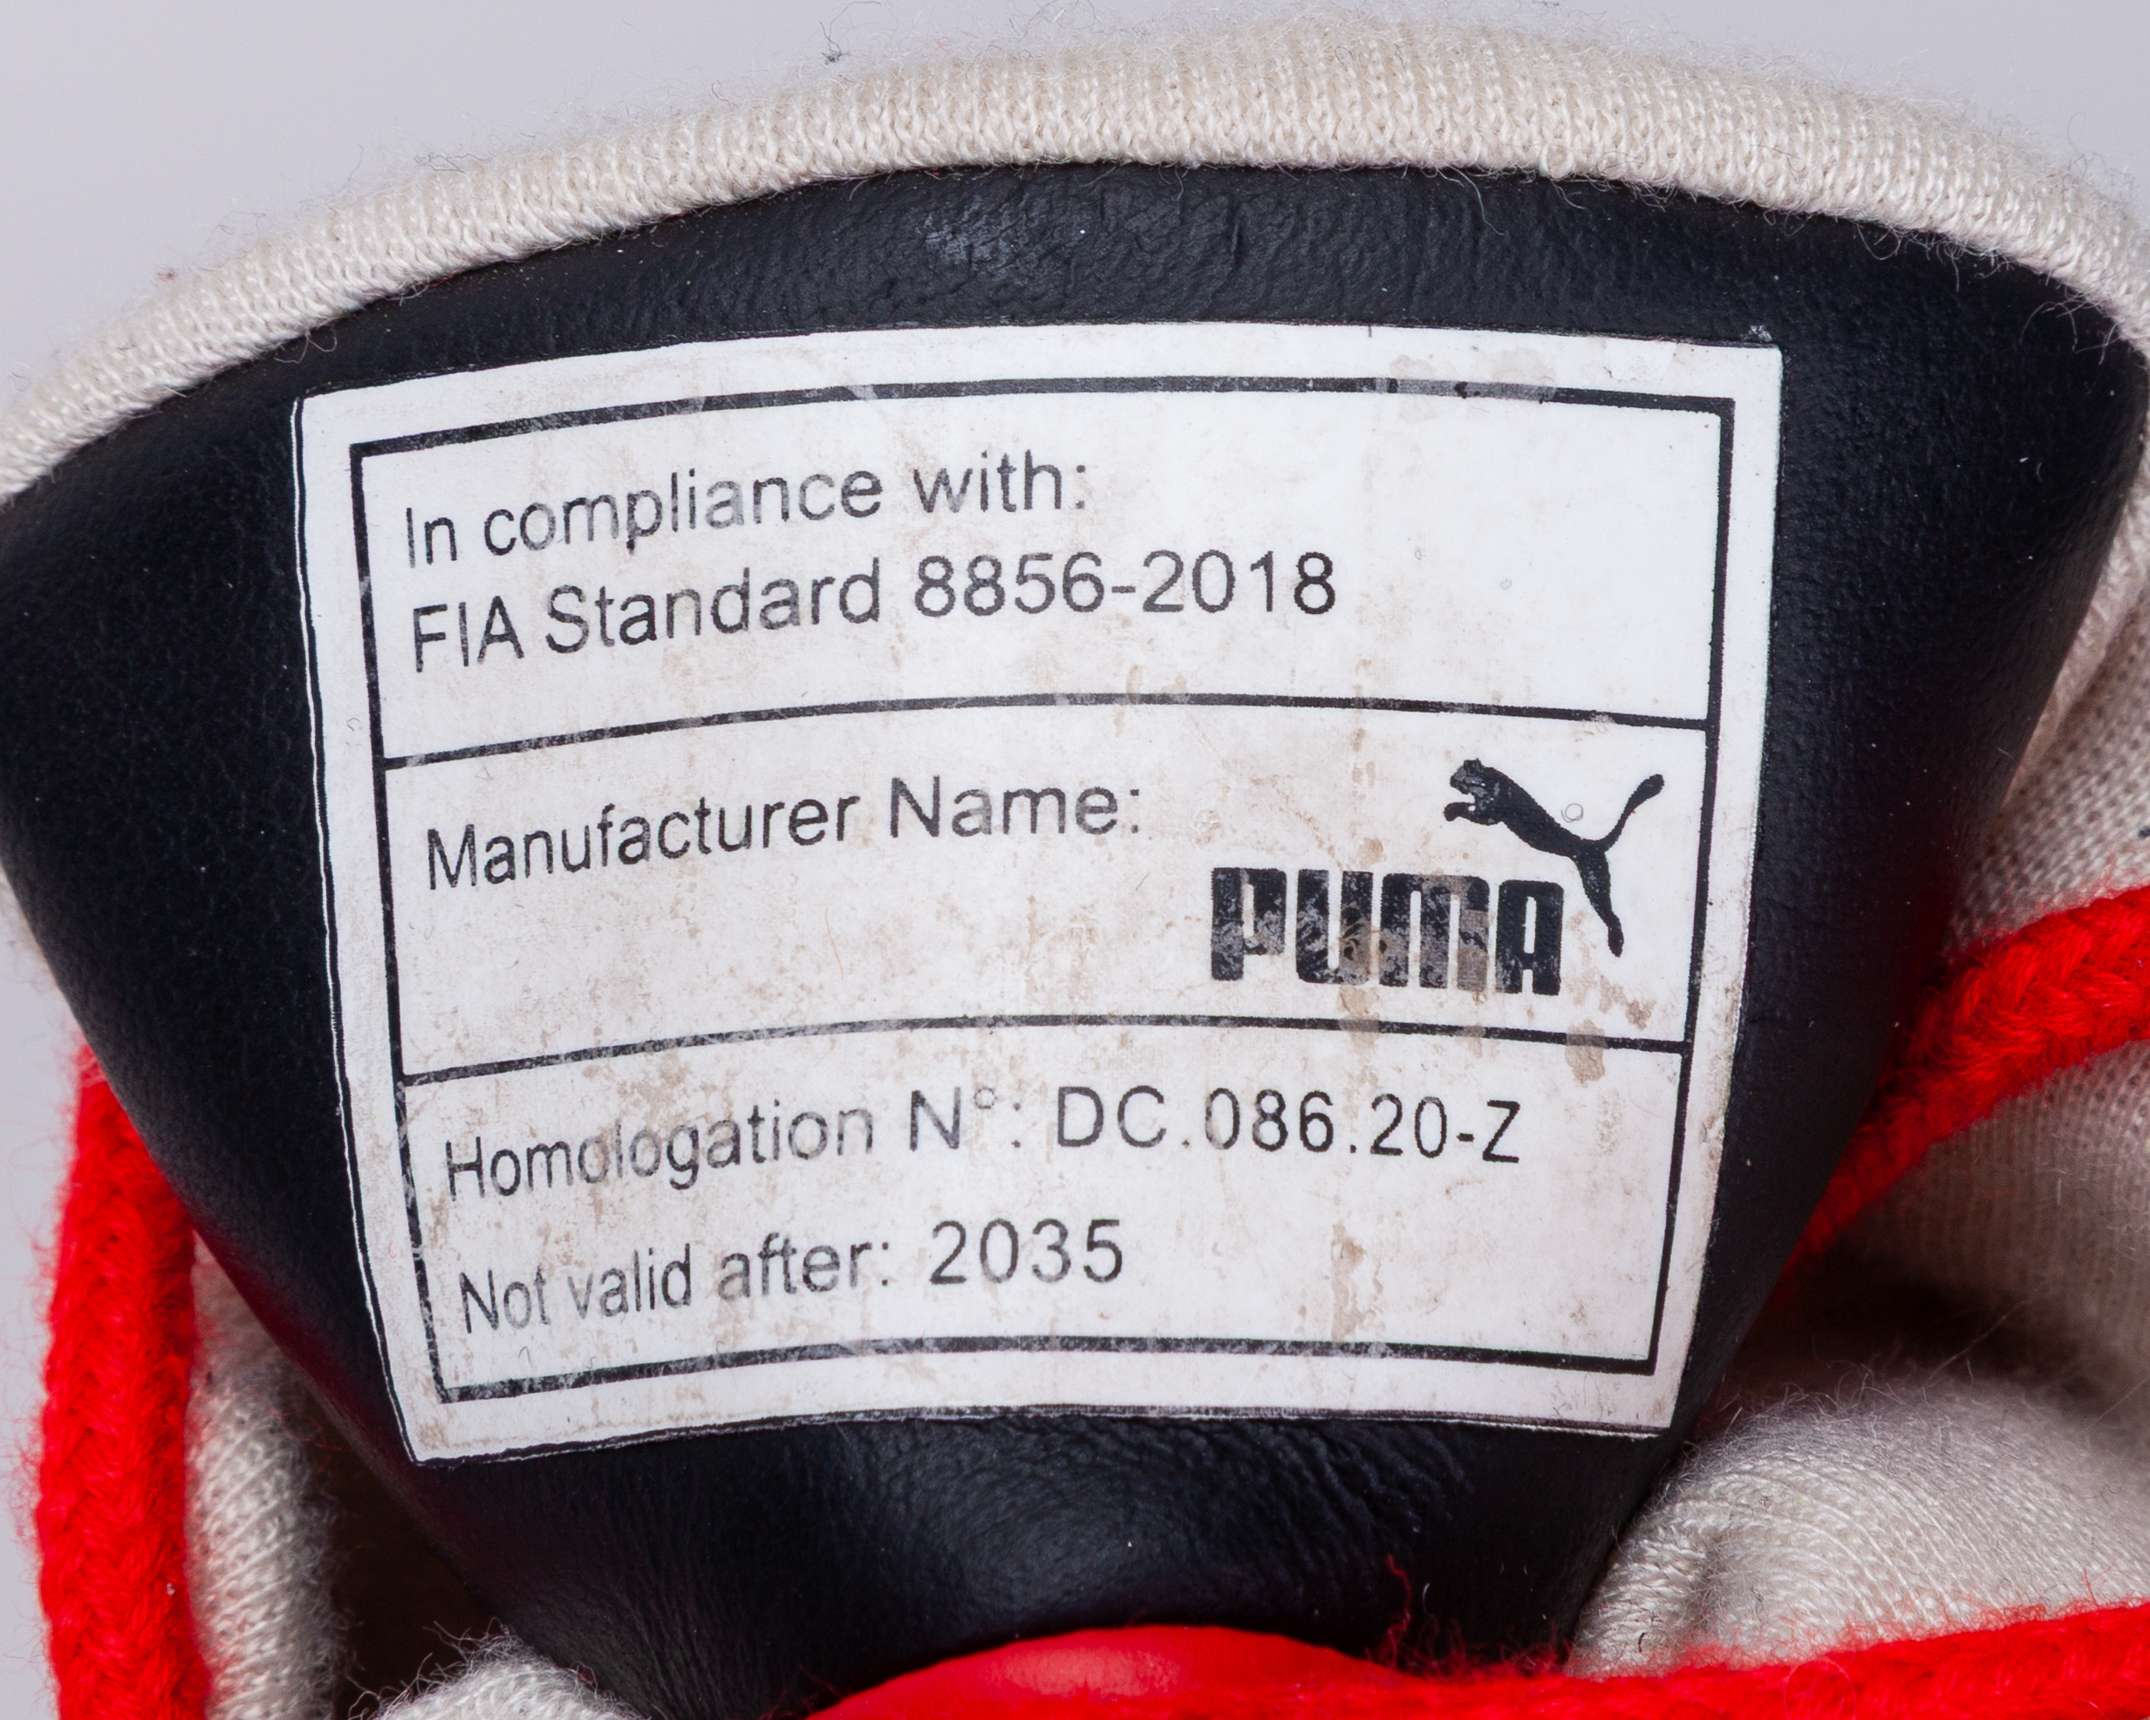 In compliance with:
FIA Standard 8856-2018
Manufacturer Name:
PUMA
Homologation N°: DC.086.20-Z
Not valid after: 2035